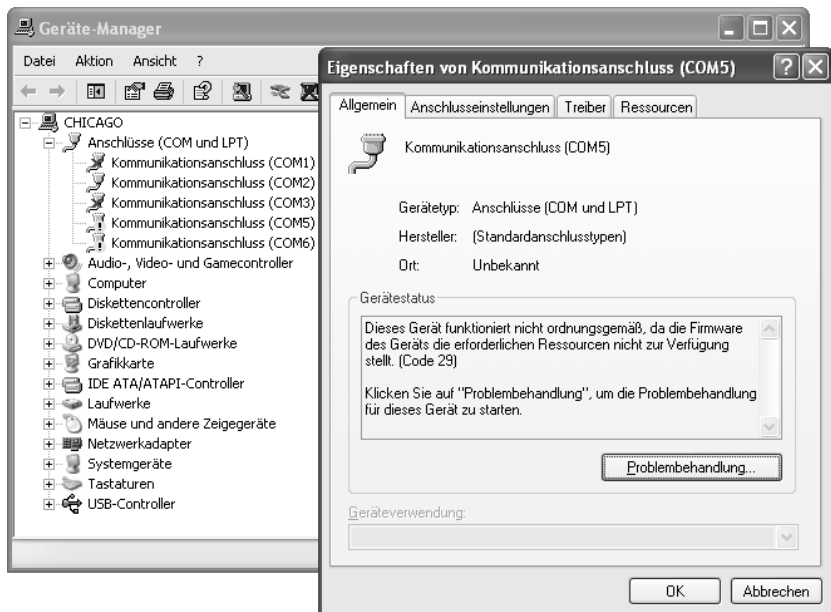 Geräte-Manager
Datei Aktion Ansicht ?
CHICAGO
Anschlüsse (COM und LPT)
Kommunikationsanschluss (COM1)
Kommunikationsanschluss (COM2)
Kommunikationsanschluss (COM3)
Kommunikationsanschluss (COM5)
Kommunikationsanschluss (COM6)
Audio-, Video- und Gamecontroller
Computer
Diskettencontroller
Diskettenlaufwerke
DVD/CD-ROM-Laufwerke
Grafikkarte
IDE ATA/ATAPI-Controller
Laufwerke
Mäuse und andere Zeigegeräte
Netzwerkadapter
Systemgeräte
Tastaturen
USB-Controller
Eigenschaften von Kommunikationsanschluss (COM5)
Allgemein Anschlusseinstellungen Treiber Ressourcen
Kommunikationsanschluss (COM5)
Gerätetyp: Anschlüsse (COM und LPT)
Hersteller: (Standardanschlusstypen)
Ort: Unbekannt
Gerätestatus
Dieses Gerät funktioniert nicht ordnungsgemäß, da die Firmware
des Geräts die erforderlichen Ressourcen nicht zur Verfügung
stellt. (Code 29)
Klicken Sie auf "Problembehandlung", um die Problembehandlung
für dieses Gerät zu starten.
Problembehandlung...
Geräteverwendung:
OK Abbrechen